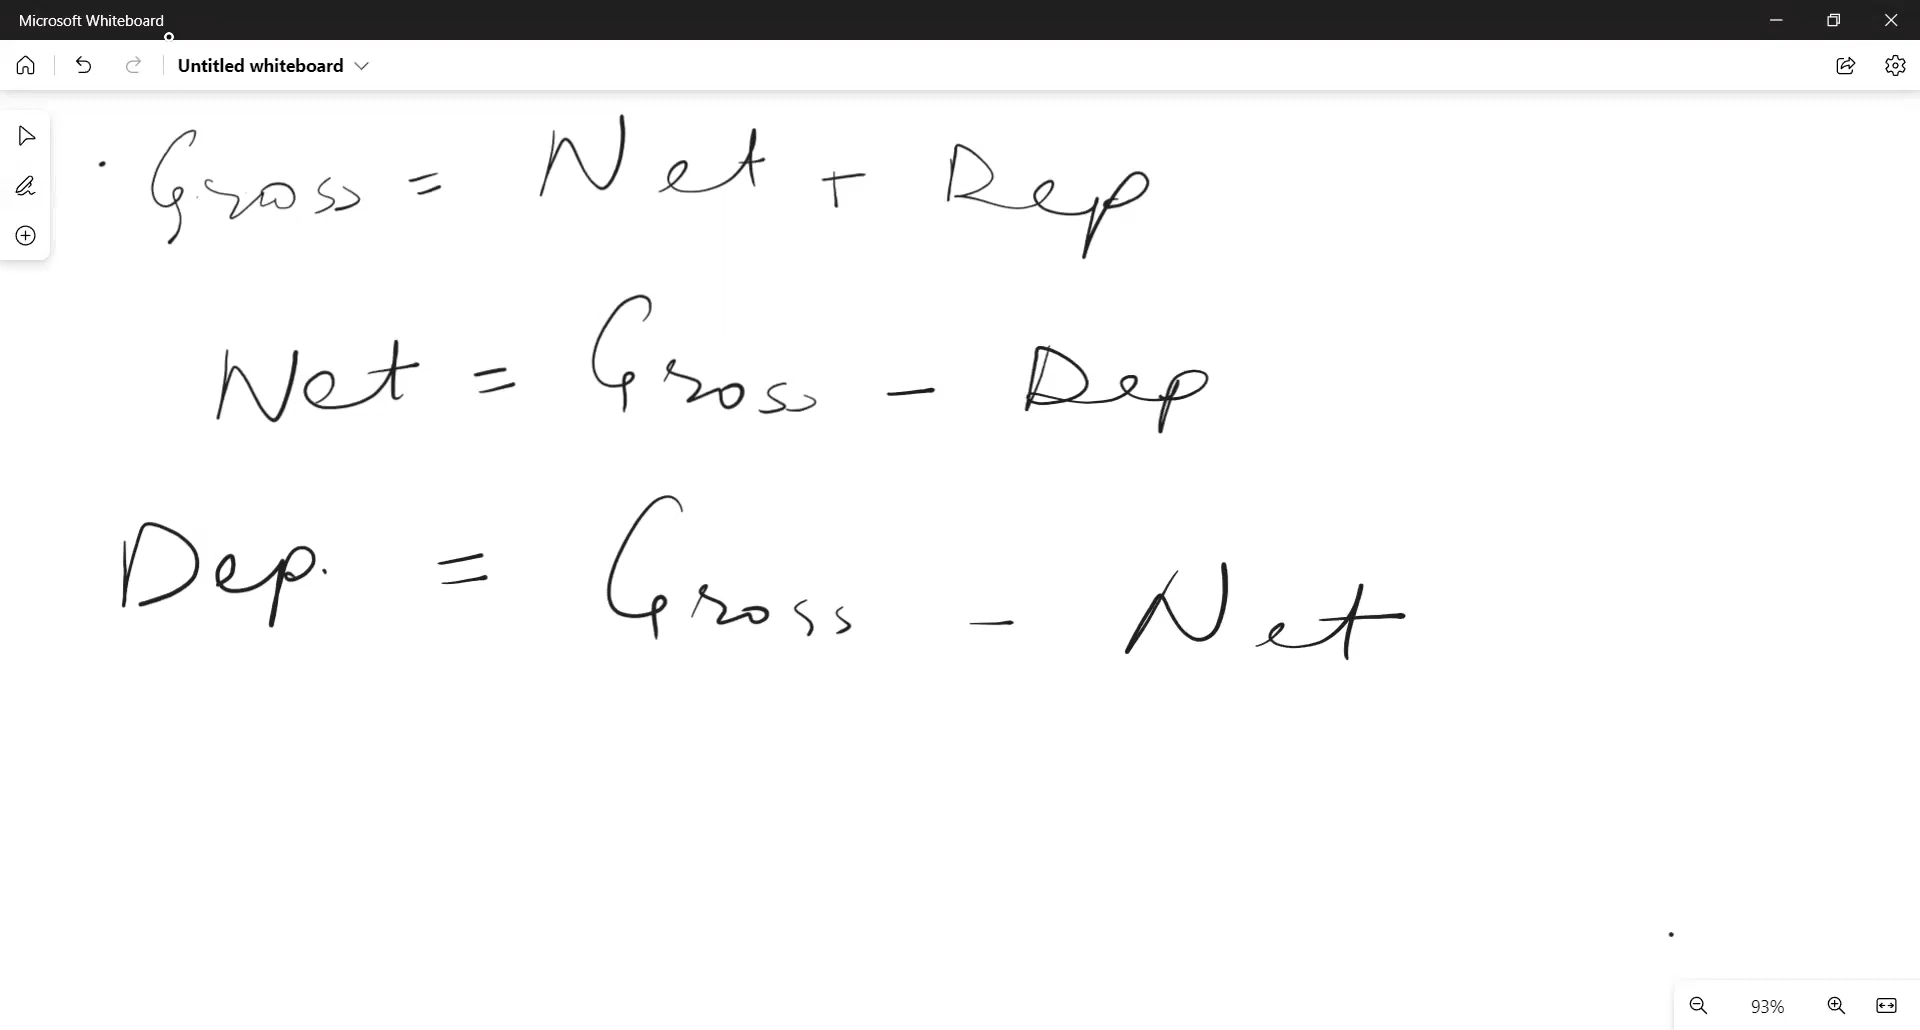 Microsoft Whiteboard
Untitled whiteboard
Gross = Net + Dep
Net = Gross - Dep
Dep. = Gross - Net
93%